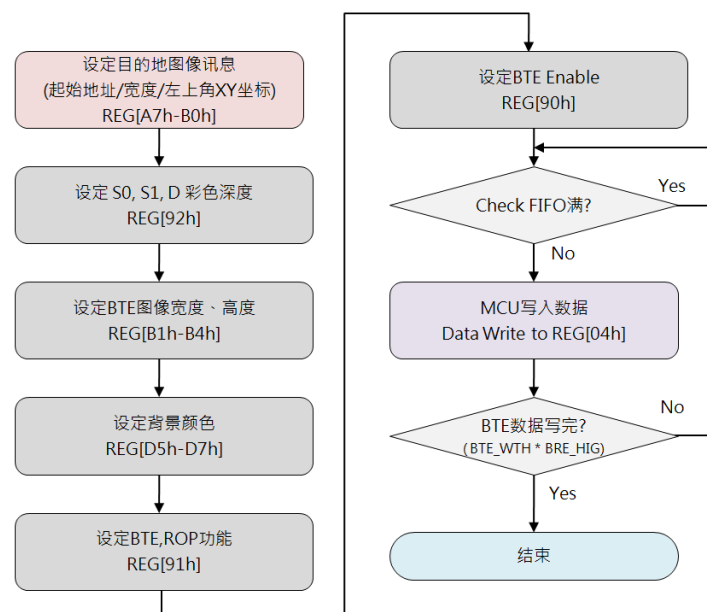 设定目的地图像讯息
(起始地址/宽度/左上角XY坐标)
REG[A7h-B0h]
设定 S0, S1, D 彩色深度
REG[92h]
设定BTE图像宽度、高度
REG[B1h-B4h]
设定背景颜色
REG[D5h-D7h]
设定BTE,ROP功能
REG[91h]
设定BTE Enable
REG[90h]
Check FIFO满?
Yes
No
MCU写入数据
Data Write to REG[04h]
BTE数据写完?
( BTE_WTH * BRE_HIG)
No
Yes
结束